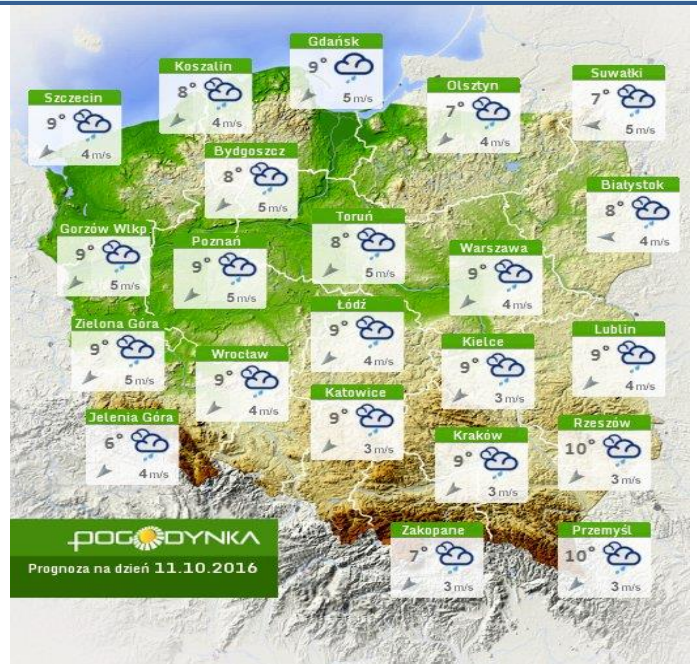 Gdańsk
9°
5 m/s
Koszalin
8°
4 m/s
Olsztyn
7°
4 m/s
Suwałki
7°
5 m/s
Szczecin
9°
4 m/s
Bydgoszcz
8°
5 m/s
Białystok
8°
4 m/s
Gorzów Wlkp
9°
5 m/s
Poznań
9°
5 m/s
Toruń
8°
5 m/s
Warszawa
9°
4 m/s
Łódź
9°
4 m/s
Zielona Góra
9°
5 m/s
Wrocław
9°
4 m/s
Kielce
9°
3 m/s
Lublin
9°
4 m/s
Katowice
9°
3 m/s
Jelenia Góra
6°
4 m/s
Kraków
9°
3 m/s
Rzeszów
10°
3 m/s
Zakopane
7°
3 m/s
Przemyśl
10°
3 m/s
POGODYNKA
Prognoza na dzień 11.10.2016